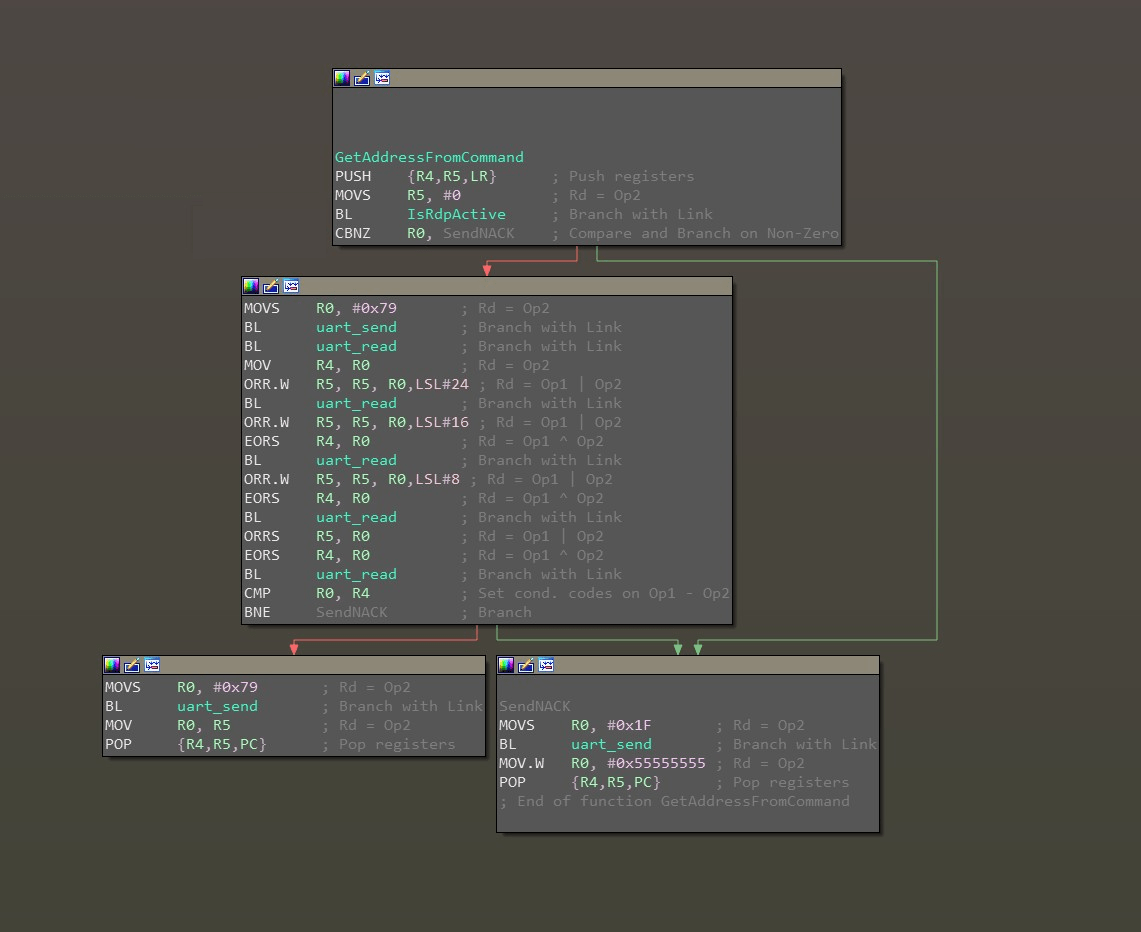 GetAddressFromCommand
PUSH {R4,R5,LR} ; Push registers
MOVS R5, #0 ; Rd = Op2
BL IsRdpActive ; Branch with Link
CBNZ R0, SendNACK ; Compare and Branch on Non-Zero
MOVS R0, #0x79 ; Rd = Op2
BL uart_send ; Branch with Link
BL uart_read ; Branch with Link
MOV R4, R0 ; Rd = Op2
ORR.W R5, R5, R0,LSL#24 ; Rd = Op1 | Op2
BL uart_read ; Branch with Link
ORR.W R5, R5, R0,LSL#16 ; Rd = Op1 | Op2
EORS R4, R0 ; Rd = Op1 ^ Op2
BL uart_read ; Branch with Link
ORR.W R5, R5, R0,LSL#8 ; Rd = Op1 | Op2
EORS R4, R0 ; Rd = Op1 ^ Op2
BL uart_read ; Branch with Link
ORRS R5, R0 ; Rd = Op1 | Op2
EORS R4, R0 ; Rd = Op1 ^ Op2
BL uart_read ; Branch with Link
CMP R0, R4 ; Set cond. codes on Op1 - Op2
BNE SendNACK ; Branch
MOVS R0, #0x79 ; Rd = Op2
BL uart_send ; Branch with Link
MOV R0, R5 ; Rd = Op2
POP {R4,R5,PC} ; Pop registers
SendNACK
MOVS R0, #0x1F ; Rd = Op2
BL uart_send ; Branch with Link
MOV.W R0, #0x55555555 ; Rd = Op2
POP {R4,R5,PC} ; Pop registers
; End of function GetAddressFromCommand